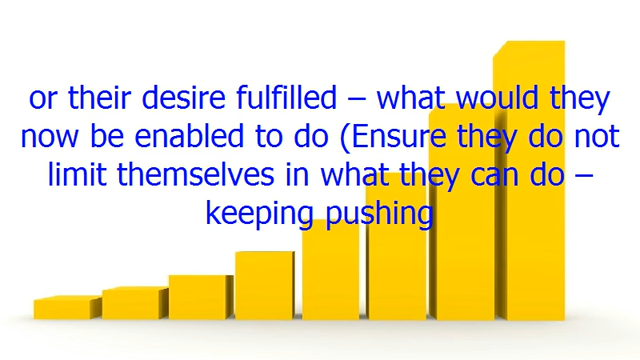 or their desire fulfilled – what would they
now be enabled to do (Ensure they do not
limit themselves in what they can do –
keeping pushing